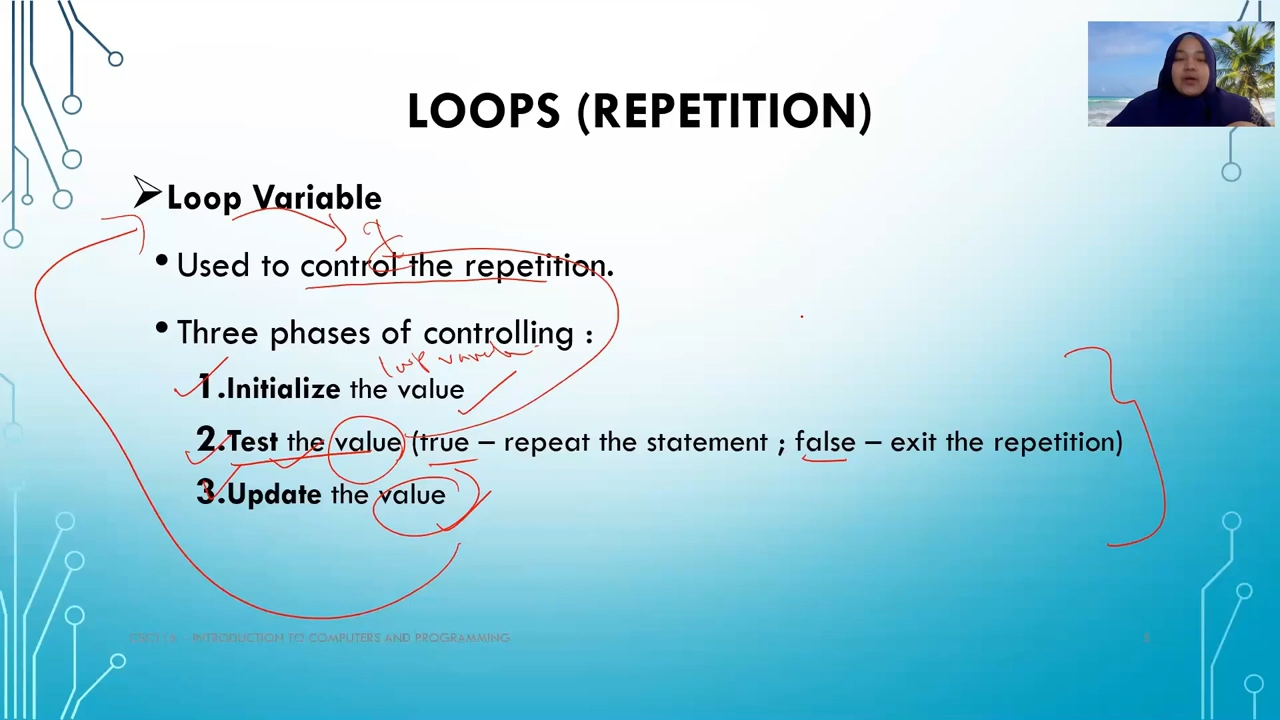 LOOPS (REPETITION)
Loop Variable
x
• Used to control the repetition.
• Three phases of controlling :
loop
1.Initialize the value
2.Test the value (true – repeat the statement ; false – exit the repetition)
3.Update the value
INTRODUCTION TO COMPUTERS AND PROGRAMMING